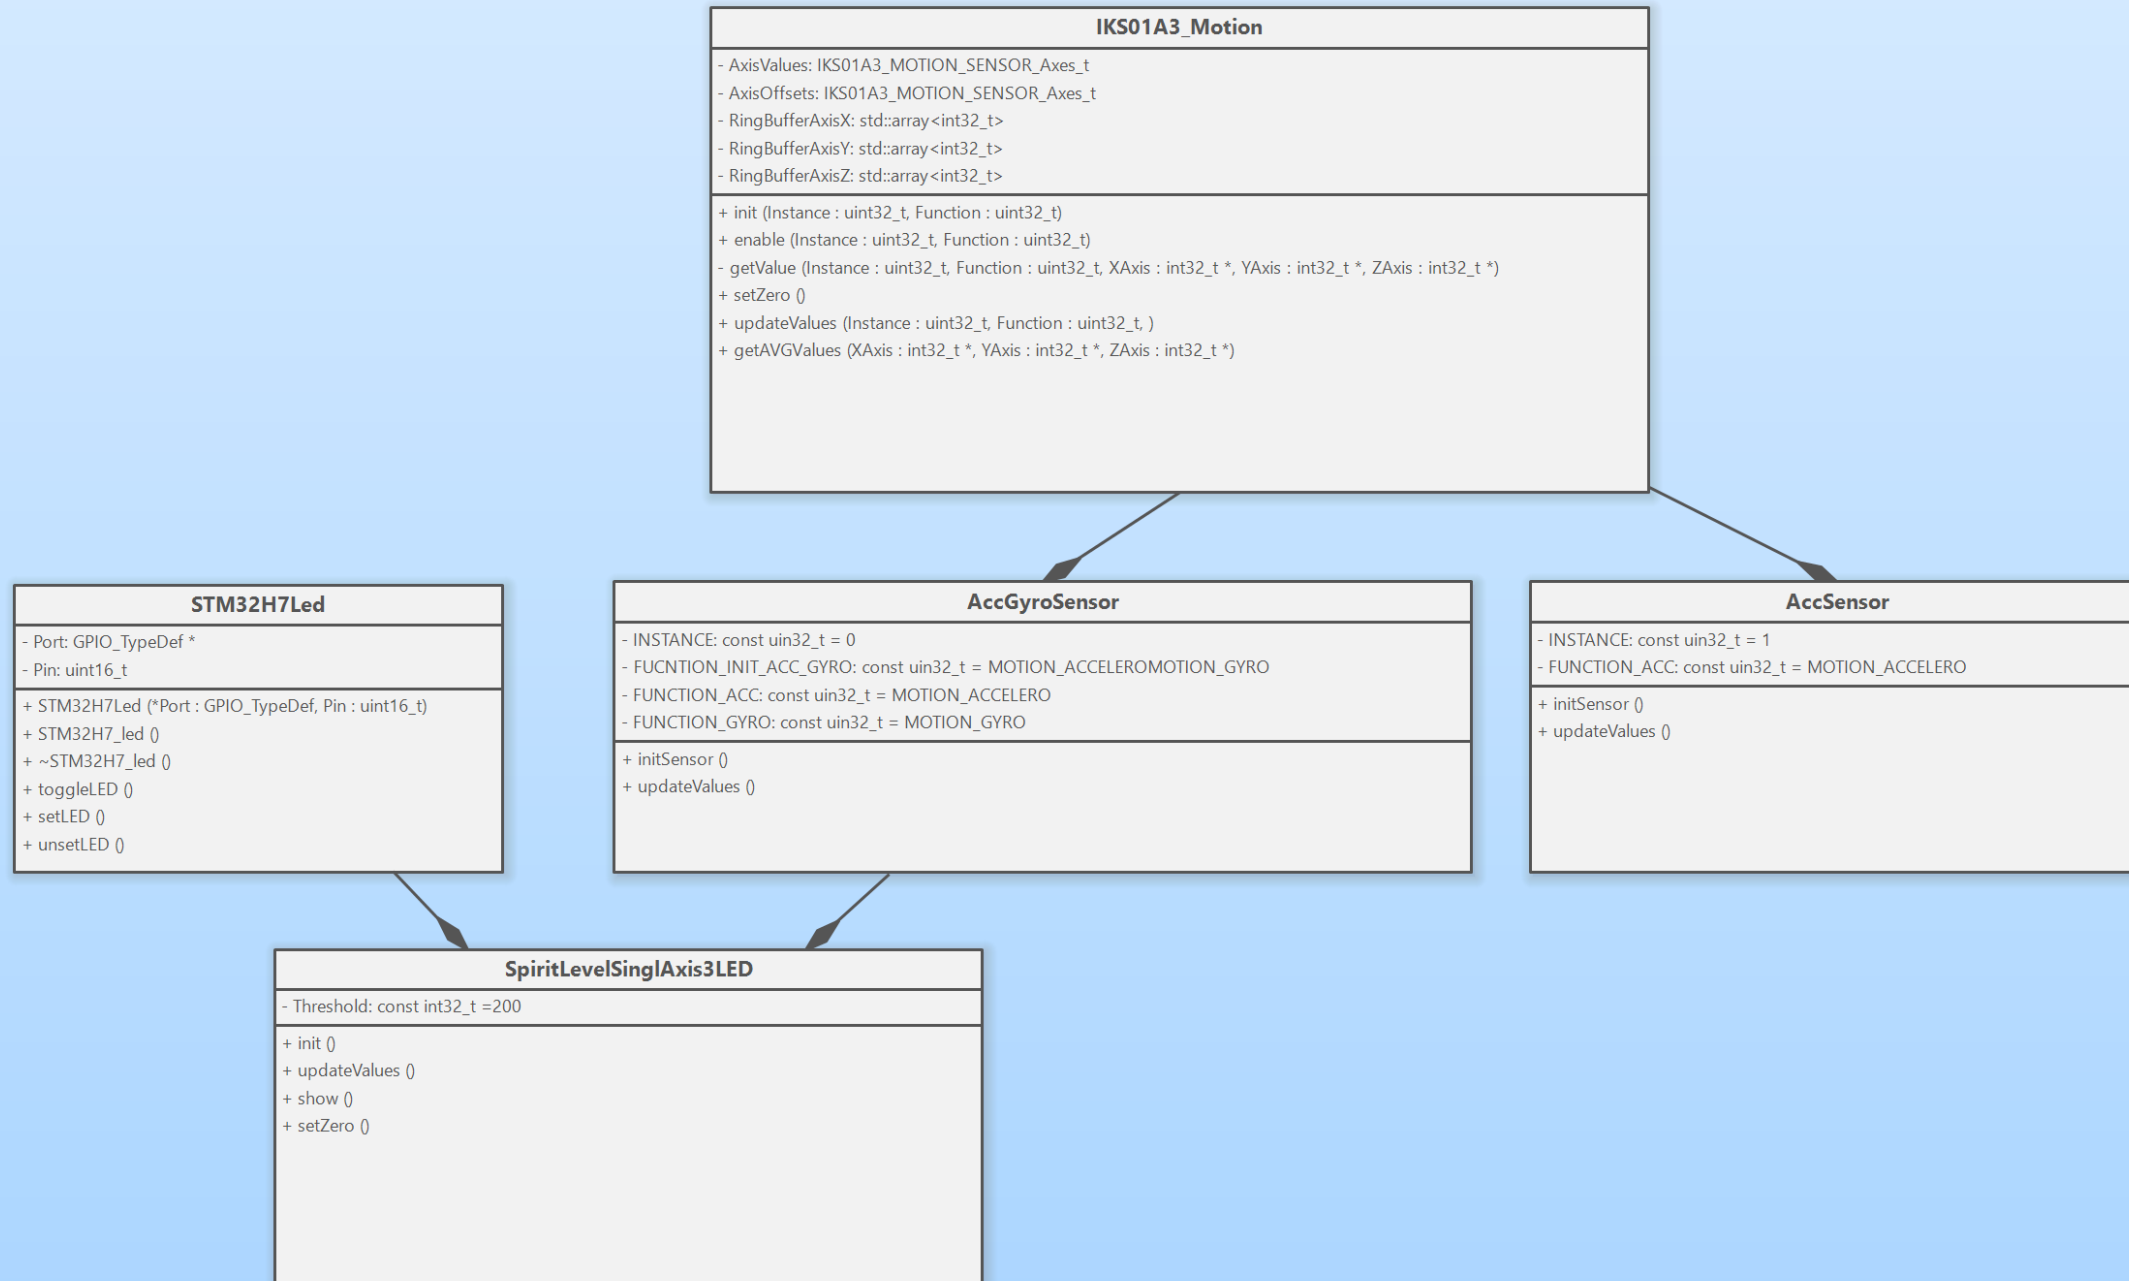 IKS01A3_Motion
- AxisValues: IKS01A3_MOTION_SENSOR_Axes_t
- AxisOffsets: IKS01A3_MOTION_SENSOR_Axes_t
- RingBufferAxisX: std::array<int32_t>
- RingBufferAxisY: std::array<int32_t>
- RingBufferAxisZ: std::array<int32_t>
+ init (Instance : uint32_t, Function : uint32_t)
+ enable (Instance : uint32_t, Function : uint32_t)
- getValue (Instance : uint32_t, Function : uint32_t, XAxis : int32_t *, YAxis : int32_t *, ZAxis : int32_t *)
+ setZero ()
+ updateValues (Instance : uint32_t, Function : uint32_t, )
+ getAVGValues (XAxis : int32_t *, YAxis : int32_t *, ZAxis : int32_t *)
STM32H7Led
- Port: GPIO_TypeDef *
- Pin: uint16_t
+ STM32H7Led (*Port : GPIO_TypeDef, Pin : uint16_t)
+ STM32H7_led ()
+ ~STM32H7_led ()
+ toggleLED ()
+ setLED ()
+ unsetLED ()
AccGyroSensor
- INSTANCE: const uin32_t = 0
- FUCNTION_INIT_ACC_GYRO: const uin32_t = MOTION_ACCELEROMOTION_GYRO
- FUNCTION_ACC: const uin32_t = MOTION_ACCELERO
- FUNCTION_GYRO: const uin32_t = MOTION_GYRO
+ initSensor ()
+ updateValues ()
AccSensor
- INSTANCE: const uin32_t = 1
- FUNCTION_ACC: const uin32_t = MOTION_ACCELERO
+ initSensor ()
+ updateValues ()
SpiritLevelSinglAxis3LED
- Threshold: const int32_t =200
+ init ()
+ updateValues ()
+ show ()
+ setZero ()